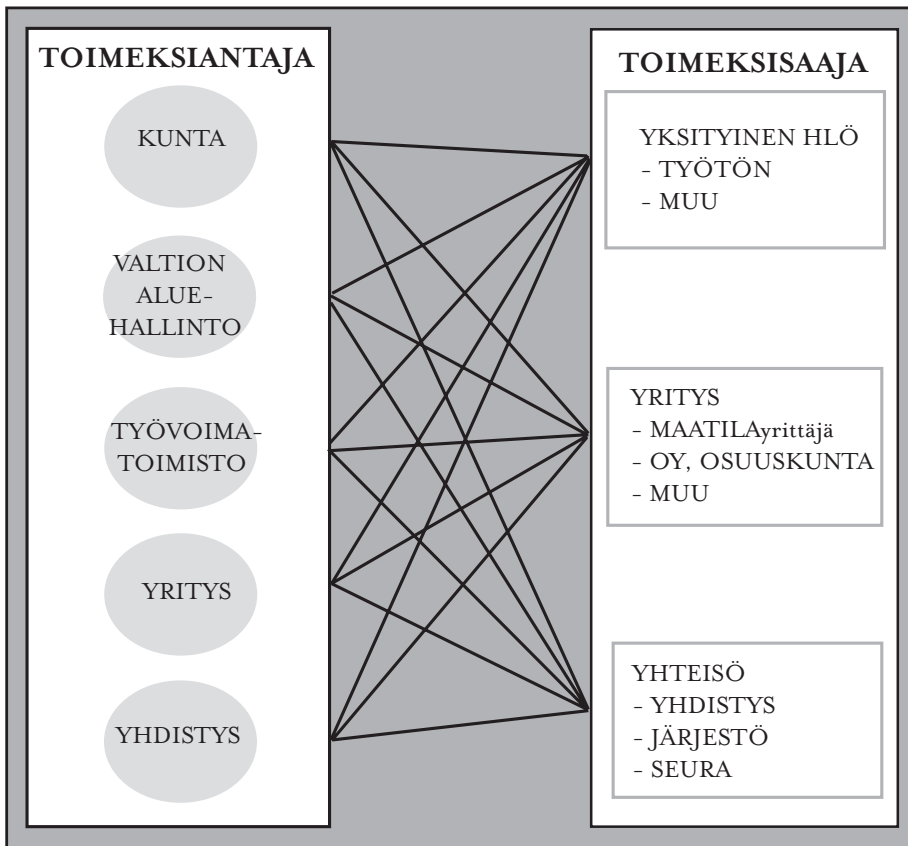 TOIMEKSIANTAJA
KUNTA
VALTION
ALUE-
HALLINTO
TYÖVOIMA-
TOIMISTO
YRITYS
YHDISTYS
TOIMEKSISAAJA
YKSITYINEN HLÖ
- TYÖTÖN
- MUU
YRITYS
- MAATILAyrittäjä
- OY, OSUUSKUNTA
- MUU
YHTEISÖ
- YHDISTYS
- JÄRJESTÖ
- SEURA